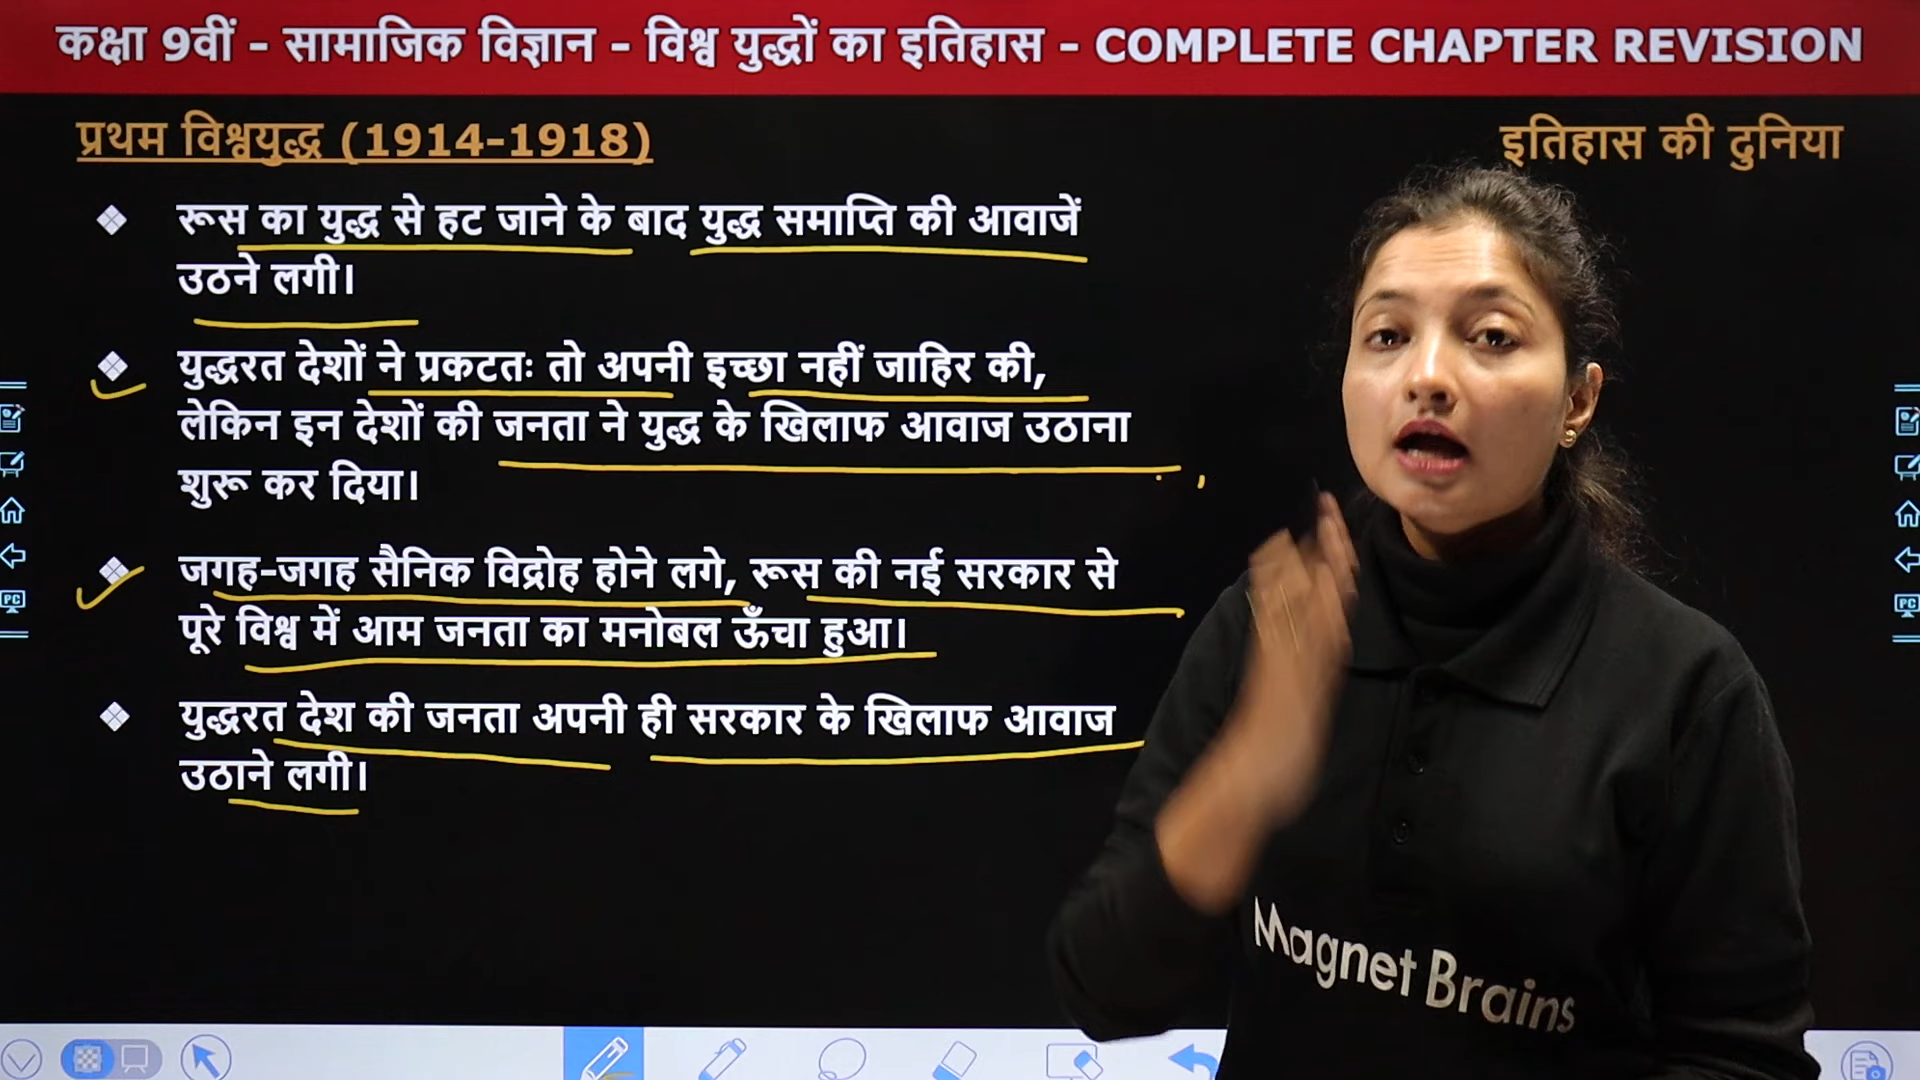 कक्षा 9वीं - सामाजिक विज्ञान - विश्व युद्धों का इतिहास - COMPLETE CHAPTER REVISION
प्रथम विश्वयुद्ध (1914-1918)
इतिहास की दुनिया
रूस का युद्ध से हट जाने के बाद युद्ध समाप्ति की आवाजें
उठने लगी।
युद्धरत देशों ने प्रकटतः तो अपनी इच्छा नहीं जाहिर की,
लेकिन इन देशों की जनता ने युद्ध के खिलाफ आवाज उठाना
शुरू कर दिया।
जगह-जगह सैनिक विद्रोह होने लगे, रूस की नई सरकार से
पूरे विश्व में आम जनता का मनोबल ऊँचा हुआ।
युद्धरत देश की जनता अपनी ही सरकार के खिलाफ आवाज
उठाने लगी।
Magnet Brains
PC
PC